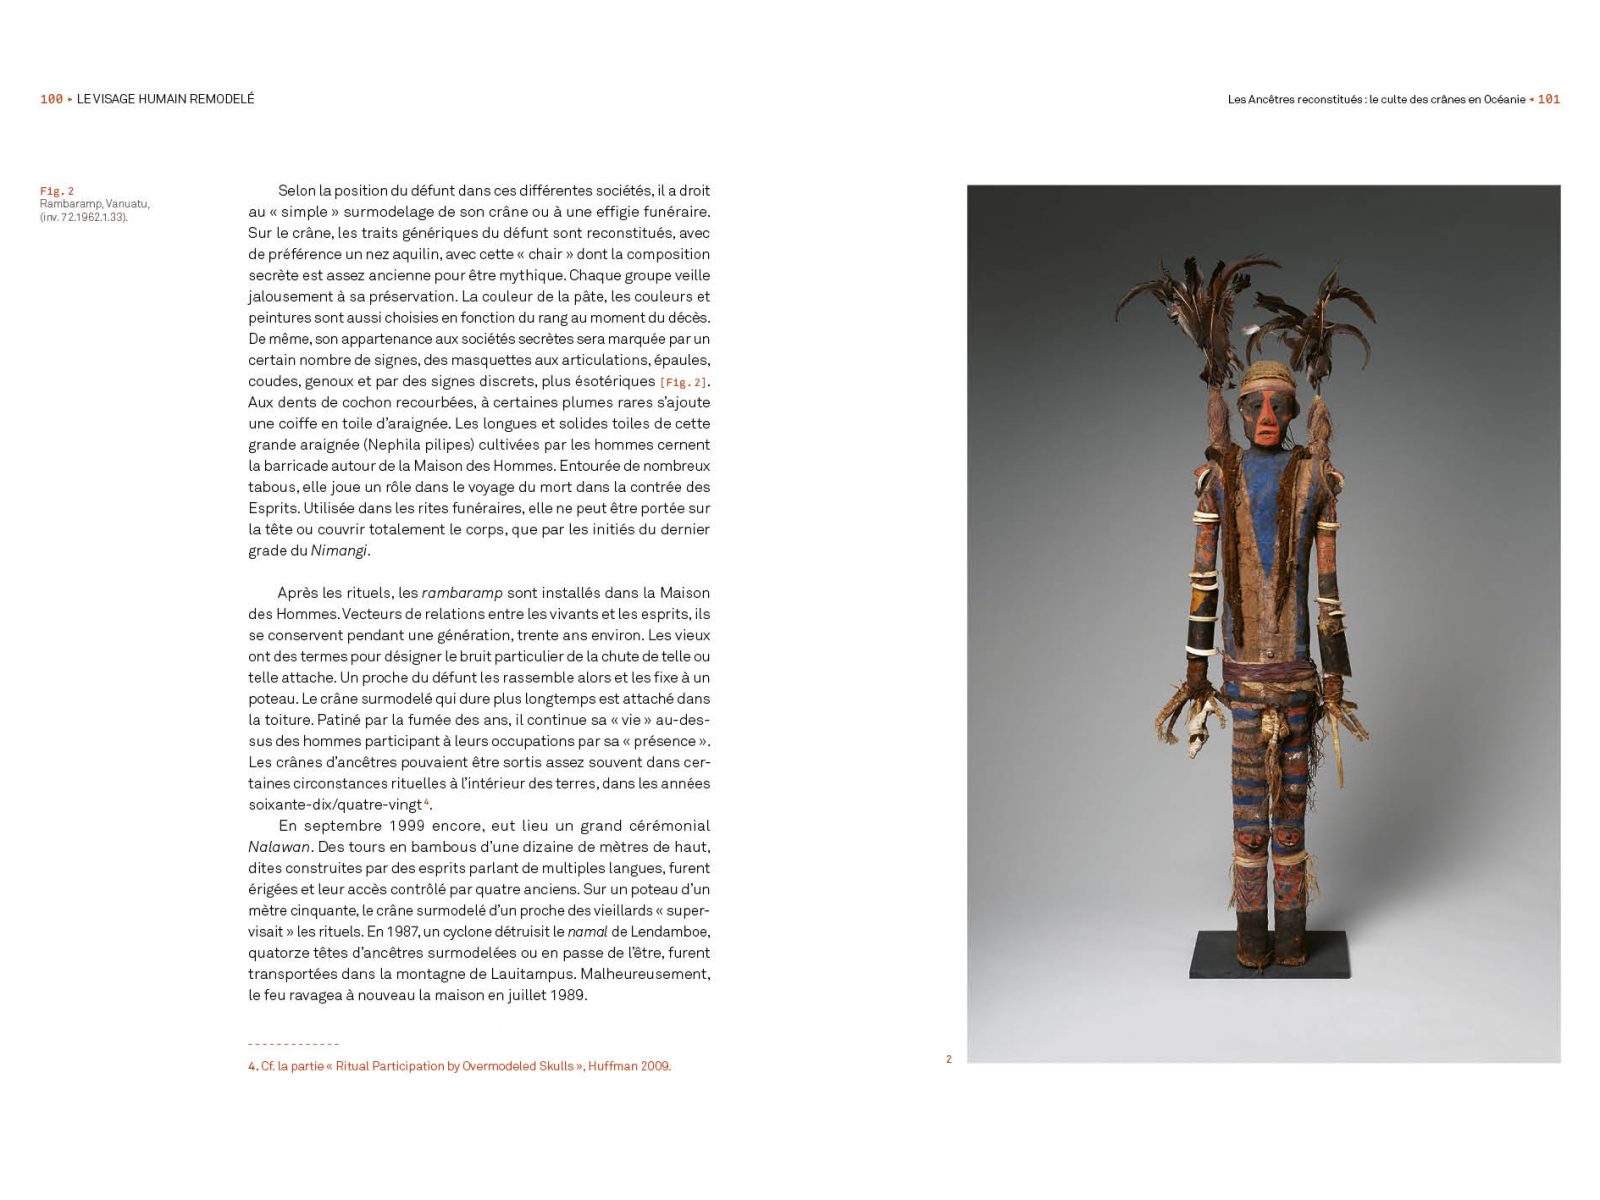 100 ▸ LE VISAGE HUMAIN REMODELÉ
Les Ancêtres reconstitués : le culte des crânes en Océanie ◂ 101
Fig. 2
Rambaramp, Vanuatu,
(inv. 72.1962.1.33).
Selon la position du défunt dans ces différentes sociétés, il a droit
au « simple » surmodelage de son crâne ou à une effigie funéraire.
Sur le crâne, les traits génériques du défunt sont reconstitués, avec
de préférence un nez aquilin, avec cette « chair » dont la composition
secrète est assez ancienne pour être mythique. Chaque groupe veille
jalousement à sa préservation. La couleur de la pâte, les couleurs et
peintures sont aussi choisies en fonction du rang au moment du décès.
De même, son appartenance aux sociétés secrètes sera marquée par un
certain nombre de signes, des masquettes aux articulations, épaules,
coudes, genoux et par des signes discrets, plus ésotériques [Fig. 2].
Aux dents de cochon recourbées, à certaines plumes rares s'ajoute
une coiffe en toile d'araignée. Les longues et solides toiles de cette
grande araignée (Nephila pilipes) cultivées par les hommes cernent
la barricade autour de la Maison des Hommes. Entourée de nombreux
tabous, elle joue un rôle dans le voyage du mort dans la contrée des
Esprits. Utilisée dans les rites funéraires, elle ne peut être portée sur
la tête ou couvrir totalement le corps, que par les initiés du dernier
grade du Nimangi.
Après les rituels, les rambaramp sont installés dans la Maison
des Hommes. Vecteurs de relations entre les vivants et les esprits, ils
se conservent pendant une génération, trente ans environ. Les vieux
ont des termes pour désigner le bruit particulier de la chute de telle ou
telle attache. Un proche du défunt les rassemble alors et les fixe à un
poteau. Le crâne surmodelé qui dure plus longtemps est attaché dans
la toiture. Patiné par la fumée des ans, il continue sa « vie » au-des-
sus des hommes participant à leurs occupations par sa « présence ».
Les crânes d'ancêtres pouvaient être sortis assez souvent dans cer-
taines circonstances rituelles à l'intérieur des terres, dans les années
soixante-dix/quatre-vingt 4.
En septembre 1999 encore, eut lieu un grand cérémonial
Nalawan. Des tours en bambous d'une dizaine de mètres de haut,
dites construites par des esprits parlant de multiples langues, furent
érigées et leur accès contrôlé par quatre anciens. Sur un poteau d'un
mètre cinquante, le crâne surmodelé d'un proche des vieillards « super-
visait » les rituels. En 1987, un cyclone détruisit le namal de Lendamboe,
quatorze têtes d'ancêtres surmodelées ou en passe de l'être, furent
transportées dans la montagne de Lauitampus. Malheureusement,
le feu ravagea à nouveau la maison en juillet 1989.
4. Cf. la partie « Ritual Participation by Overmodeled Skulls », Huffman 2009.
2